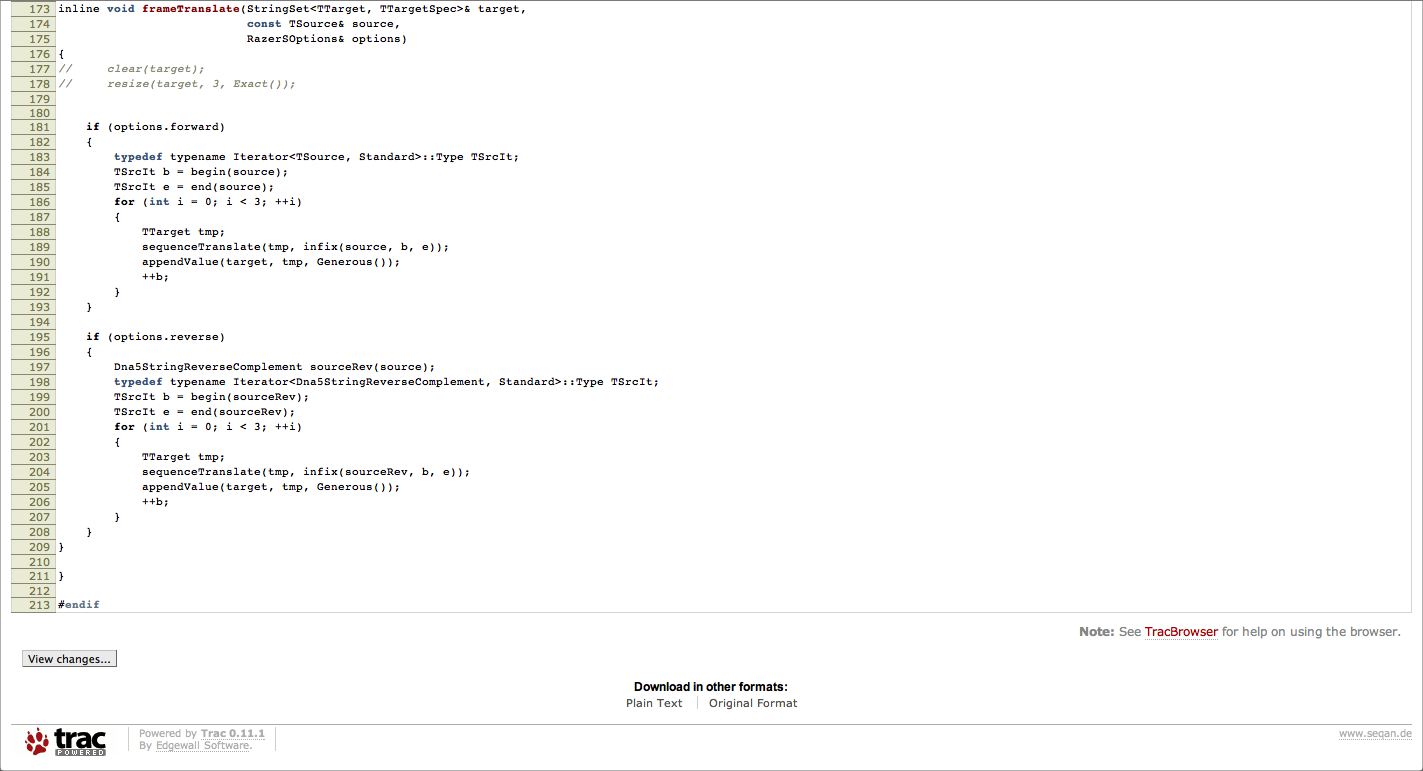 173 inline void frameTranslate(StringSet<TTarget, TTargetSpec>& target,
174                            const TSource& source,
175                            RazerSOptions& options)
176 {
177 //     clear(target);
178 //     resize(target, 3, Exact());
179
180
181     if (options.forward)
182     {
183         typedef typename Iterator<TSource, Standard>::Type TSrcIt;
184         TSrcIt b = begin(source);
185         TSrcIt e = end(source);
186         for (int i = 0; i < 3; ++i)
187         {
188             TTarget tmp;
189             sequenceTranslate(tmp, infix(source, b, e));
190             appendValue(target, tmp, Generous());
191             ++b;
192         }
193     }
194
195     if (options.reverse)
196     {
197         Dna5StringReverseComplement sourceRev(source);
198         typedef typename Iterator<Dna5StringReverseComplement, Standard>::Type TSrcIt;
199         TSrcIt b = begin(sourceRev);
200         TSrcIt e = end(sourceRev);
201         for (int i = 0; i < 3; ++i)
202         {
203             TTarget tmp;
204             sequenceTranslate(tmp, infix(sourceRev, b, e));
205             appendValue(target, tmp, Generous());
206             ++b;
207         }
208     }
209 }
210
211 }
212
213 #endif
Note: See TracBrowser for help on using the browser.
View changes...
Download in other formats:
Plain Text
Original Format
trac
POWERED
Powered by Trac 0.11.1
By Edgewall Software.
www.seqan.de